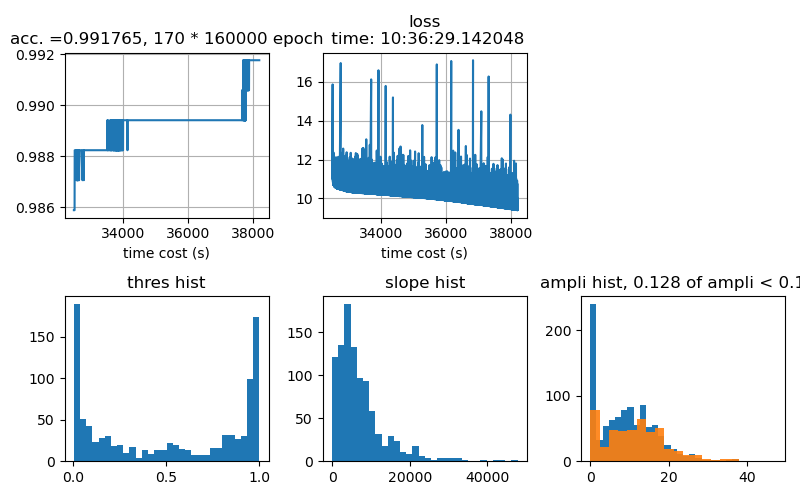 loss
acc. =0.991765, 170 * 160000 epoch time: 10:36:29.142048
0.992
0.990
0.988
0.986
34000 36000 38000
time cost (s)
16
14
12
10
34000 36000 38000
time cost (s)
thres hist
150
100
50
0
0.0 0.5 1.0
slope hist
150
100
50
0
0 20000 40000
ampli hist, 0.128 of ampli < 0.1
200
100
0
0 20 40